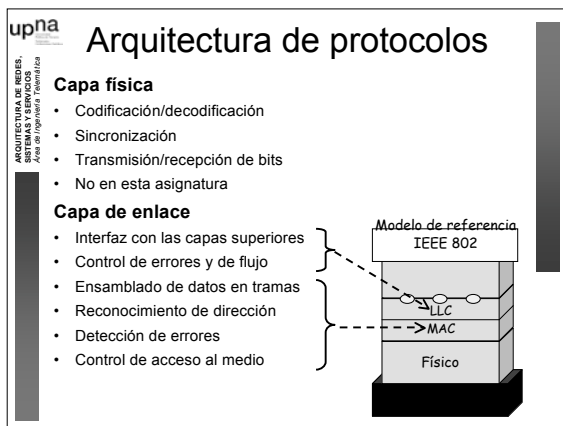 upna
Arquitectura de protocolos
ARQUITECTURA DE REDES,
SISTEMAS Y SERVICIOS
Área de Ingeniería Telemática
Capa física
• Codificación/decodificación
• Sincronización
• Transmisión/recepción de bits
• No en esta asignatura
Capa de enlace
• Interfaz con las capas superiores
• Control de errores y de flujo
• Ensamblado de datos en tramas
• Reconocimiento de dirección
• Detección de errores
• Control de acceso al medio
Modelo de referencia
IEEE 802
LLC
MAC
Físico